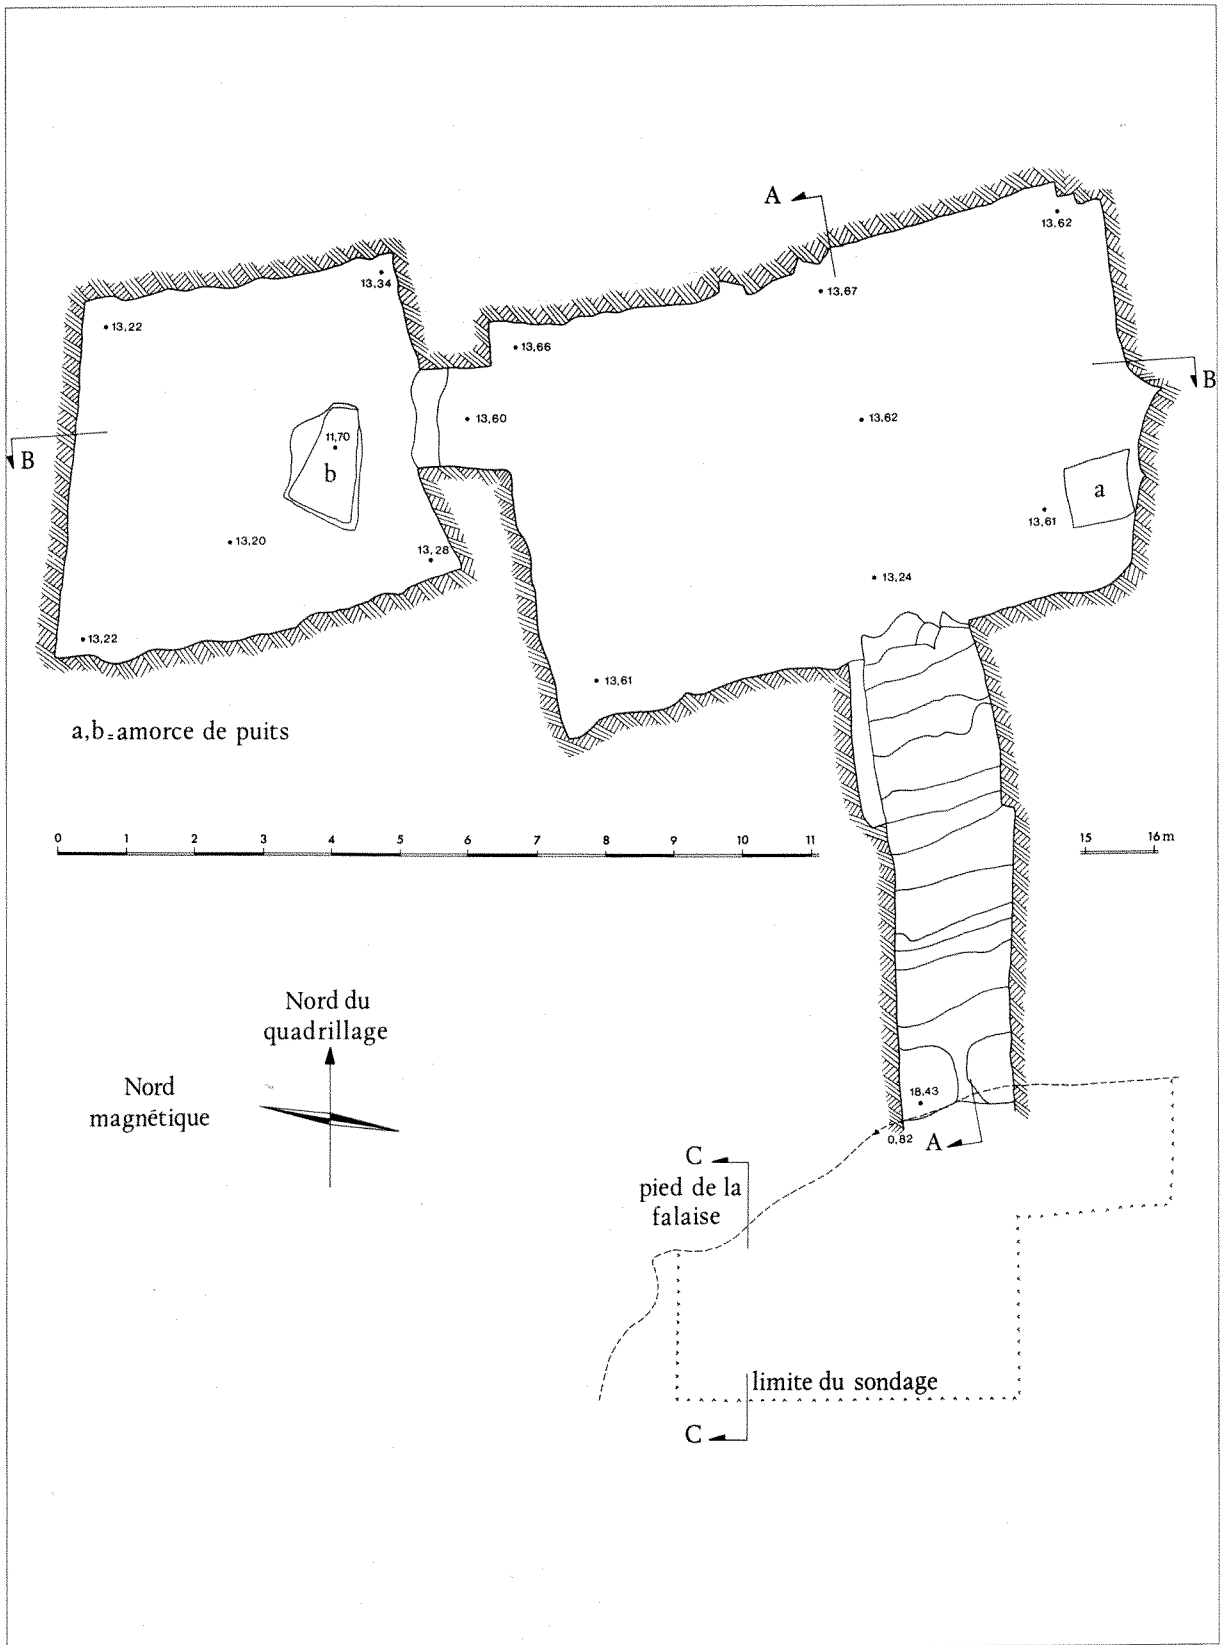 A
13,62
13,34
13,67
13,22
13,66
B
13,60
13,62
11,70
B
b
a
13,61
13,20
13,28
13,24
13,22
13,61
a,b=amorce de puits
0 1 2 3 4 5 6 7 8 9 10 11 15 16 m
Nord du
quadrillage
Nord
magnétique
18,43
0,82
A
C
pied de la
falaise
limite du sondage
C